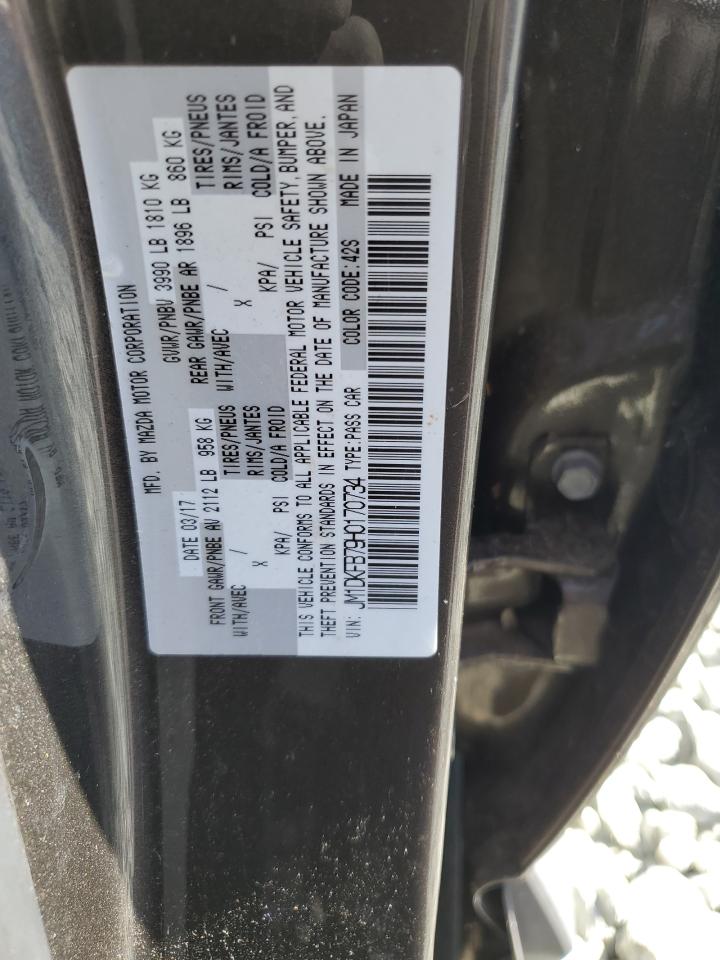 MFD. BY MAZDA MOTOR CORPORATION
DATE 03/17 GVWR/PNBV 3990 LB 1810 KG
FRONT GAWR/PNBE AV 2112 LB 958 KG REAR GAWR/PNBE AR 1896 LB 860 KG
WITH/AVEC / TIRES/PNEUS WITH/AVEC / TIRES/PNEUS
X RIMS/JANTES X RIMS/JANTES
KPA/ PSI COLD/A FROID KPA/ PSI COLD/A FROID
THIS VEHICLE CONFORMS TO ALL APPLICABLE FEDERAL MOTOR VEHICLE SAFETY, BUMPER, AND
THEFT PREVENTION STANDARDS IN EFFECT ON THE DATE OF MANUFACTURE SHOWN ABOVE.
VIN: JM1DKFB79H0170734 TYPE:PASS CAR COLOR CODE:42S MADE IN JAPAN